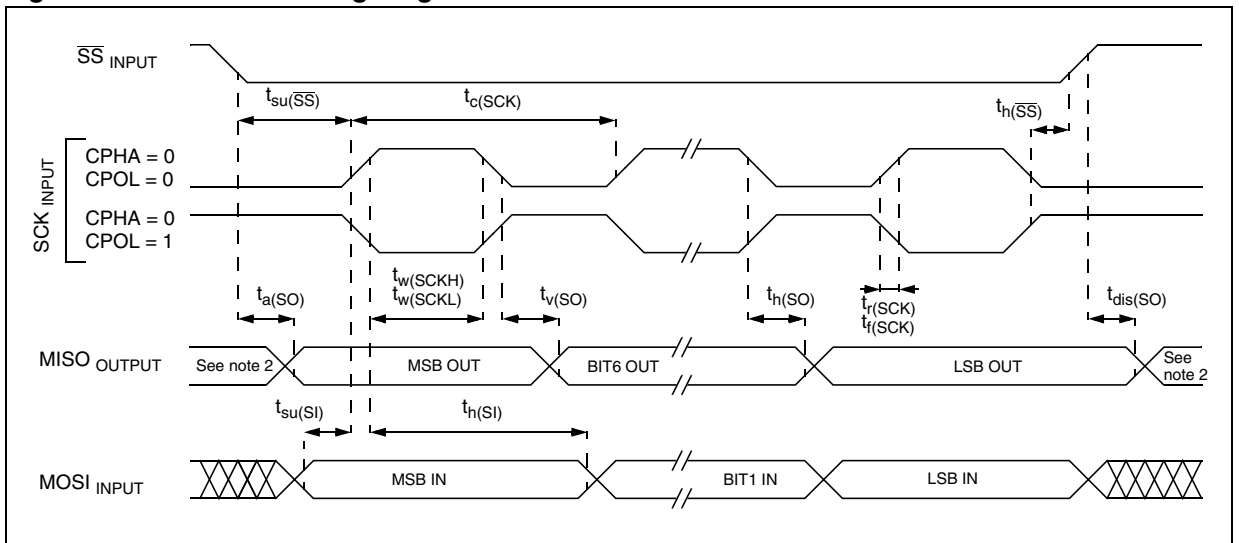 SS INPUT
tsu(SS)
tc(SCK)
th(SS)
SCK INPUT
CPHA = 0
CPOL = 0
CPHA = 0
CPOL = 1
ta(SO)
tw(SCKH)
tw(SCKL)
tv(SO)
th(SO)
tr(SCK)
tf(SCK)
tdis(SO)
MISO OUTPUT
See note 2
MSB OUT
BIT6 OUT
LSB OUT
See
note 2
tsu(SI)
th(SI)
MOSI INPUT
MSB IN
BIT1 IN
LSB IN